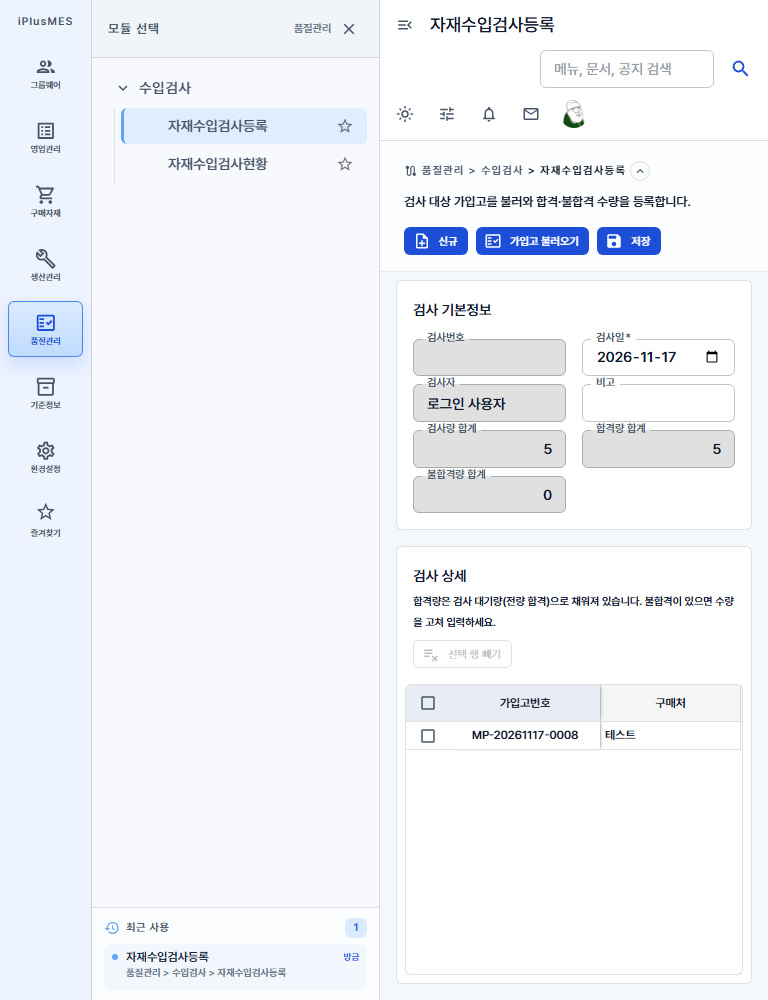 iPlusMES
그룹웨어
영업관리
구매자재
생산관리
품질관리
기준정보
환경설정
즐겨찾기
모듈 선택
품질관리
수입검사
자재수입검사등록
자재수입검사현황
최근 사용
1
자재수입검사등록
방금
품질관리 > 수입검사 > 자재수입검사등록
자재수입검사등록
메뉴, 문서, 공지 검색
품질관리 > 수입검사 > 자재수입검사등록
검사 대상 가입고를 불러와 합격·불합격 수량을 등록합니다.
신규
가입고 불러오기
저장
검사 기본정보
검사번호
검사일*
2026-11-17
검사자
로그인 사용자
비고
검사량 합계
5
합격량 합계
5
불합격량 합계
0
검사 상세
합격량은 검사 대기량(전량 합격)으로 채워져 있습니다. 불합격이 있으면 수량
을 고쳐 입력하세요.
선택 행 빼기
가입고번호
구매처
MP-20261117-0008
테스트